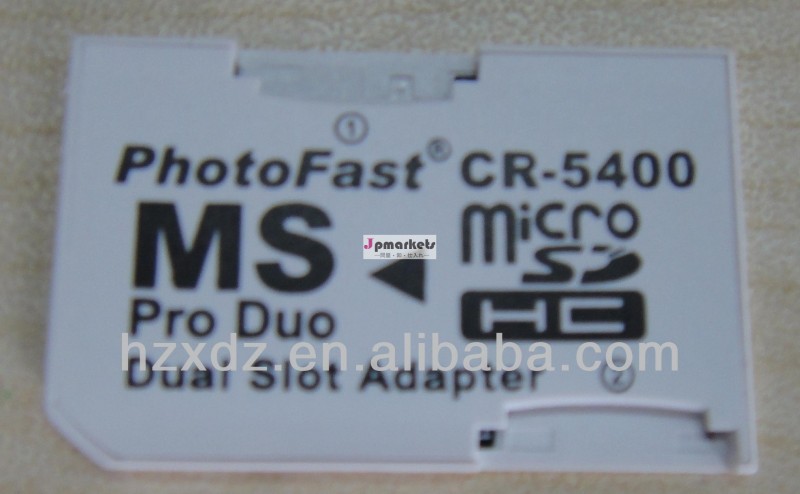 ①
PhotoFast® CR-5400
MS
Pro Duo
micro
SD
HC
Jpmarkets
hzxdz.en.alibaba.com
Dual Slot Adapter
②